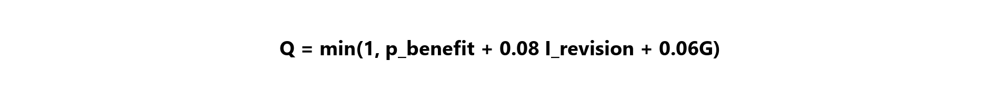 Q = min(1, p_benefit + 0.08 I_revision + 0.06G)